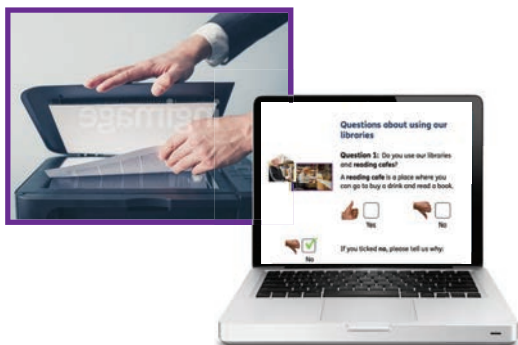 ingimage
Questions about using our
libraries
Question 1: Do you use our libraries
and reading cafes?
A reading cafe is a place where you
can go to buy a drink and read a book.
Yes
No
No
If you ticked no, please tell us why: